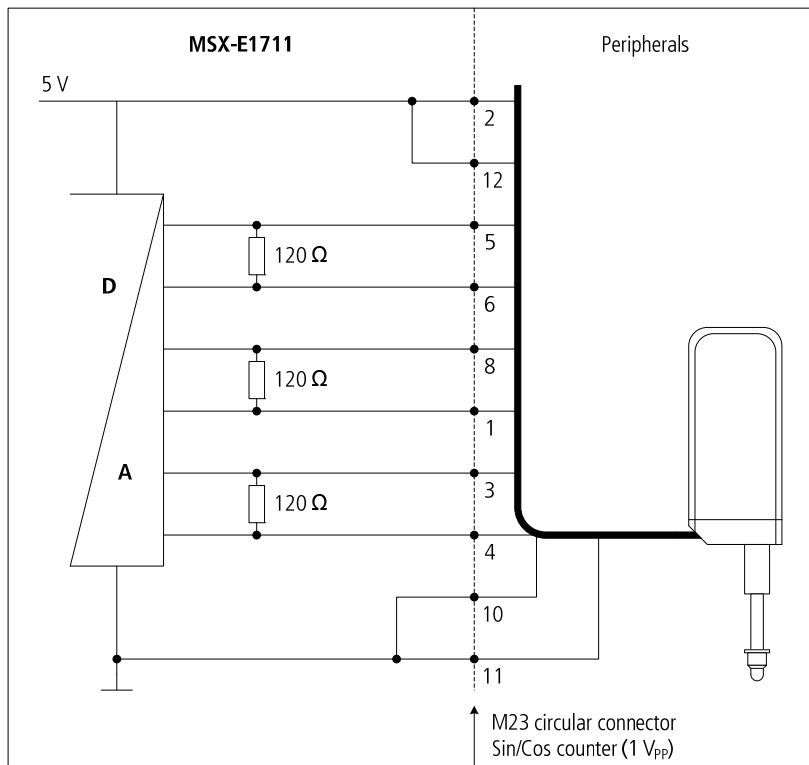 MSX-E1711
Peripherals
5 V
2
12
5
120 Ω
6
D
8
120 Ω
1
A
3
120 Ω
4
10
11
M23 circular connector
Sin/Cos counter (1 VPP)